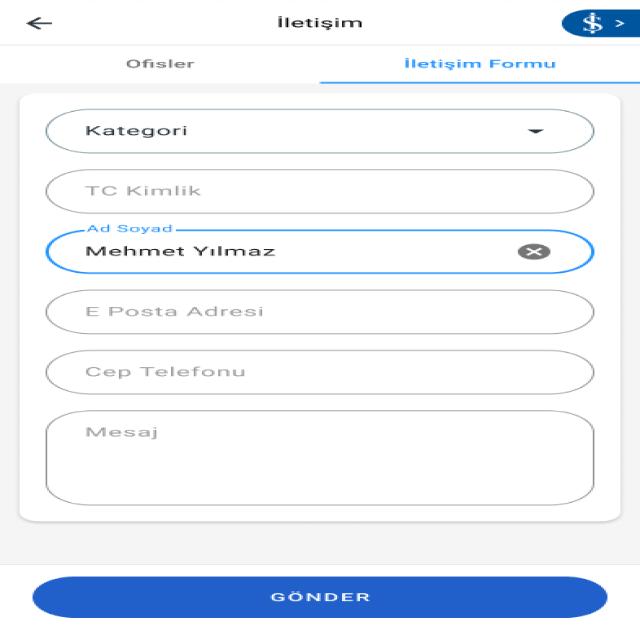 İletişim
Ofisler
İletişim Formu
Kategori
TC Kimlik
Ad Soyad
Mehmet Yılmaz
E Posta Adresi
Cep Telefonu
Mesaj
GÖNDER